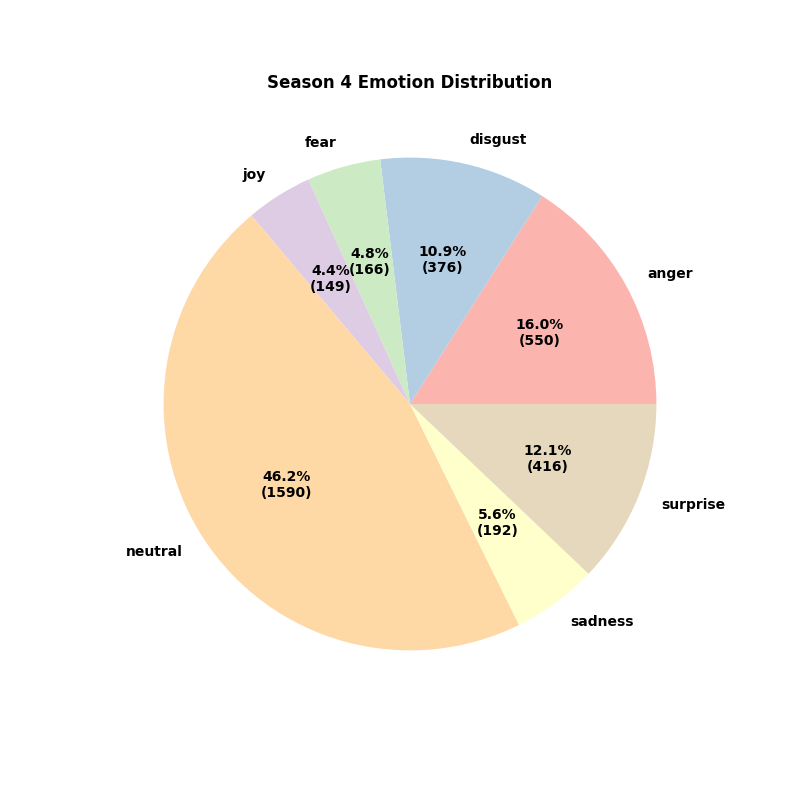 Season 4 Emotion Distribution
disgust
fear
joy
anger
neutral
surprise
sadness
10.9%
(376)
4.8%
(166)
4.4%
(149)
16.0%
(550)
46.2%
(1590)
12.1%
(416)
5.6%
(192)